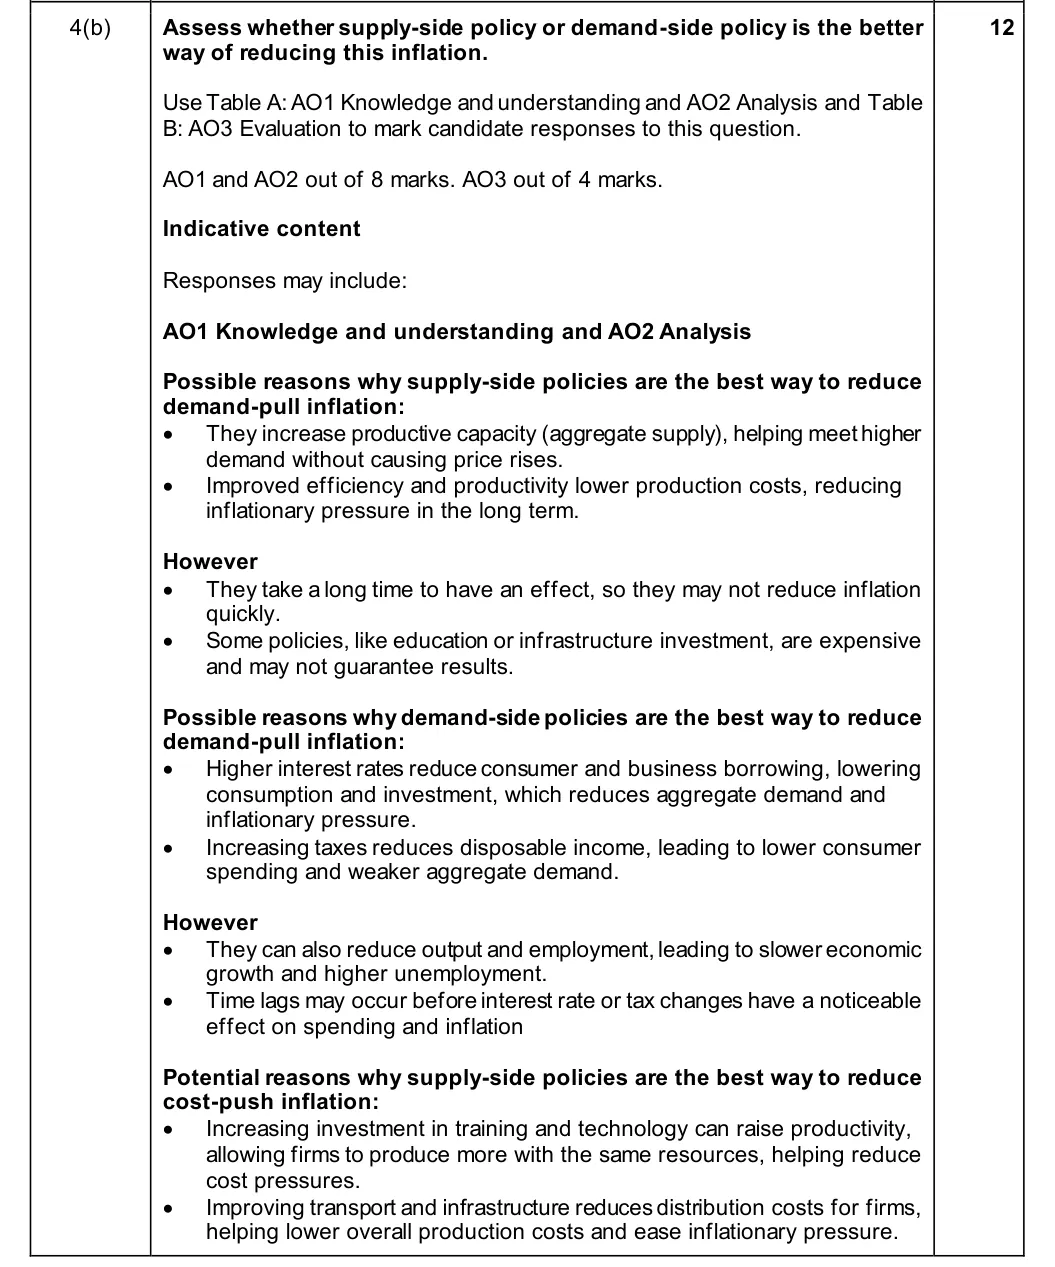 4(b)
Assess whether supply-side policy or demand-side policy is the better
way of reducing this inflation.
12
Use Table A: AO1 Knowledge and understanding and AO2 Analysis and Table
B: AO3 Evaluation to mark candidate responses to this question.
AO1 and AO2 out of 8 marks. AO3 out of 4 marks.
Indicative content
Responses may include:
AO1 Knowledge and understanding and AO2 Analysis
Possible reasons why supply-side policies are the best way to reduce
demand-pull inflation:
• They increase productive capacity (aggregate supply), helping meet higher
demand without causing price rises.
• Improved efficiency and productivity lower production costs, reducing
inflationary pressure in the long term.
However
• They take a long time to have an effect, so they may not reduce inflation
quickly.
• Some policies, like education or infrastructure investment, are expensive
and may not guarantee results.
Possible reasons why demand-side policies are the best way to reduce
demand-pull inflation:
• Higher interest rates reduce consumer and business borrowing, lowering
consumption and investment, which reduces aggregate demand and
inflationary pressure.
• Increasing taxes reduces disposable income, leading to lower consumer
spending and weaker aggregate demand.
However
• They can also reduce output and employment, leading to slower economic
growth and higher unemployment.
• Time lags may occur before interest rate or tax changes have a noticeable
effect on spending and inflation
Potential reasons why supply-side policies are the best way to reduce
cost-push inflation:
• Increasing investment in training and technology can raise productivity,
allowing firms to produce more with the same resources, helping reduce
cost pressures.
• Improving transport and infrastructure reduces distribution costs for firms,
helping lower overall production costs and ease inflationary pressure.